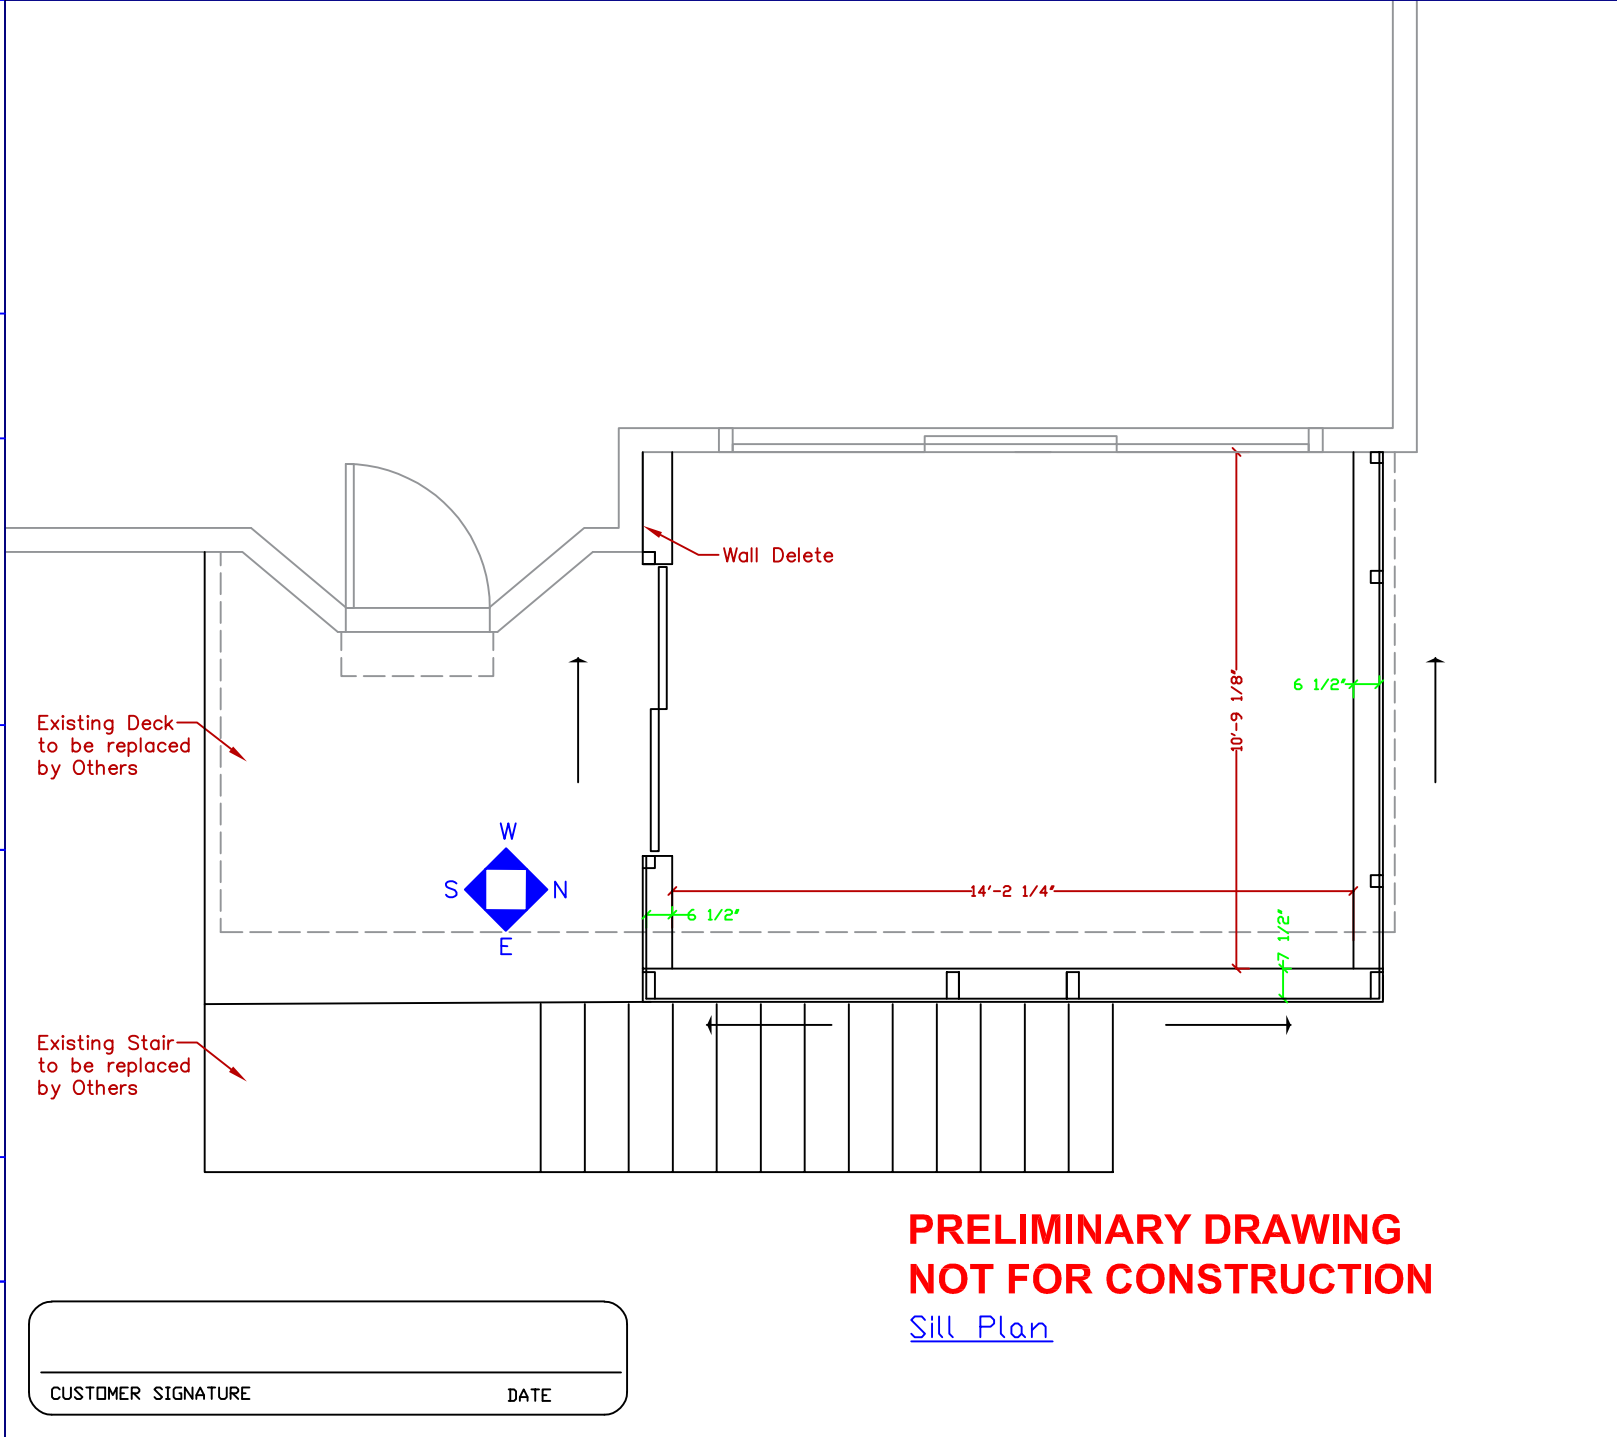 Wall Delete
Existing Deck
to be replaced
by Others
10'-9 1/8"
6 1/2"
W
S
N
E
14'-2 1/4"
6 1/2"
7 1/2"
Existing Stair
to be replaced
by Others
PRELIMINARY DRAWING
NOT FOR CONSTRUCTION
Sill Plan
CUSTOMER SIGNATURE
DATE